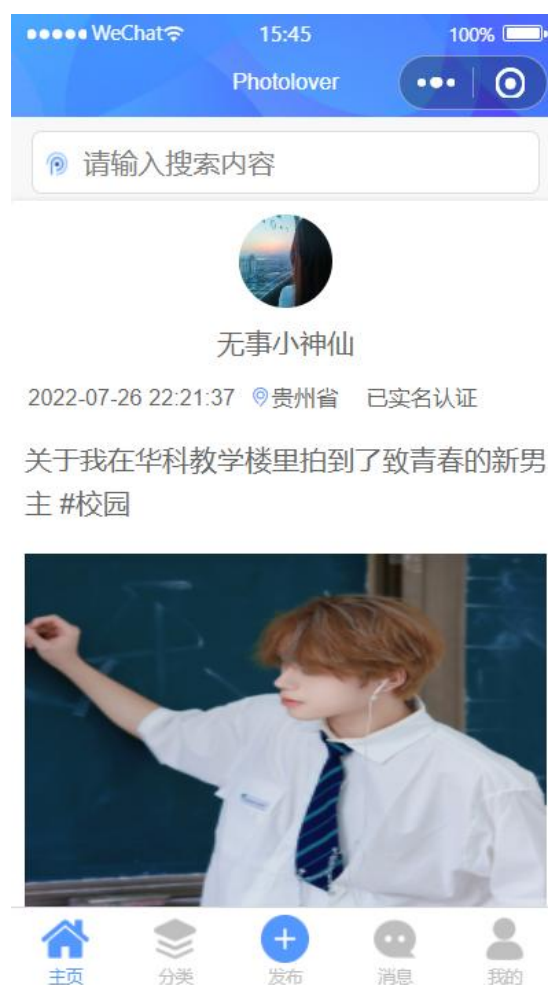 WeChat 15:45 100%
Photolover
请输入搜索内容
无事小神仙
2022-07-26 22:21:37 贵州省 已实名认证
关于我在华科教学楼里拍到了致青春的新男
主 #校园
主页 分类 发布 消息 我的